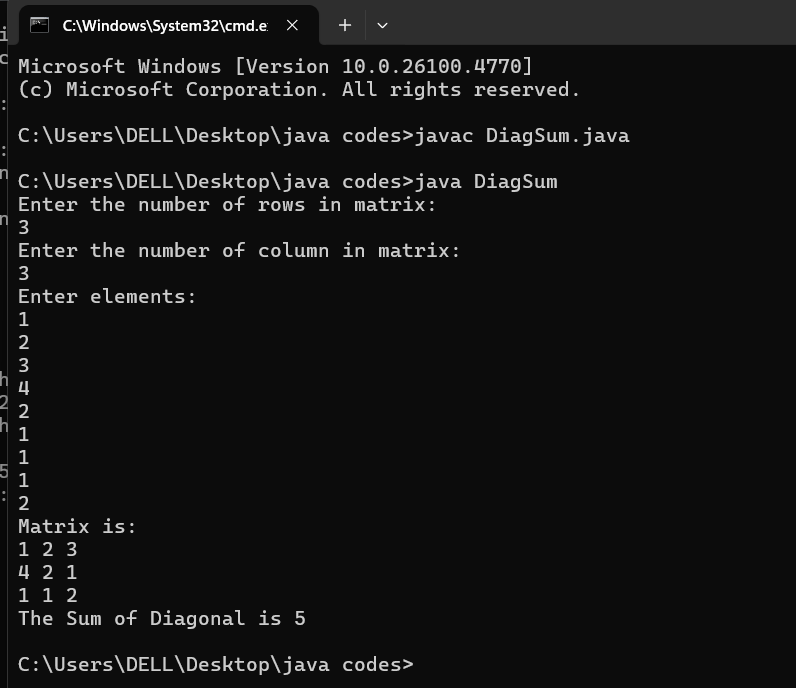 C:\Windows\System32\cmd.e
Microsoft Windows [Version 10.0.26100.4770]
(c) Microsoft Corporation. All rights reserved.
C:\Users\DELL\Desktop\java codes>javac DiagSum.java
C:\Users\DELL\Desktop\java codes>java DiagSum
Enter the number of rows in matrix:
3
Enter the number of column in matrix:
3
Enter elements:
1
2
3
4
2
1
1
1
2
Matrix is:
1 2 3
4 2 1
1 1 2
The Sum of Diagonal is 5
C:\Users\DELL\Desktop\java codes>